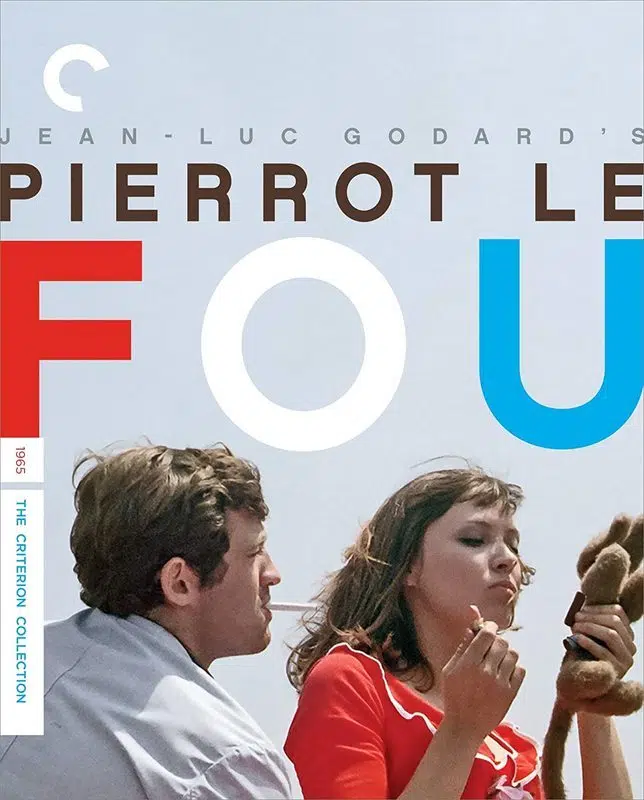 JEAN-LUC GODARD'S
PIERROT LE
FOU
1965
THE CRITERION COLLECTION